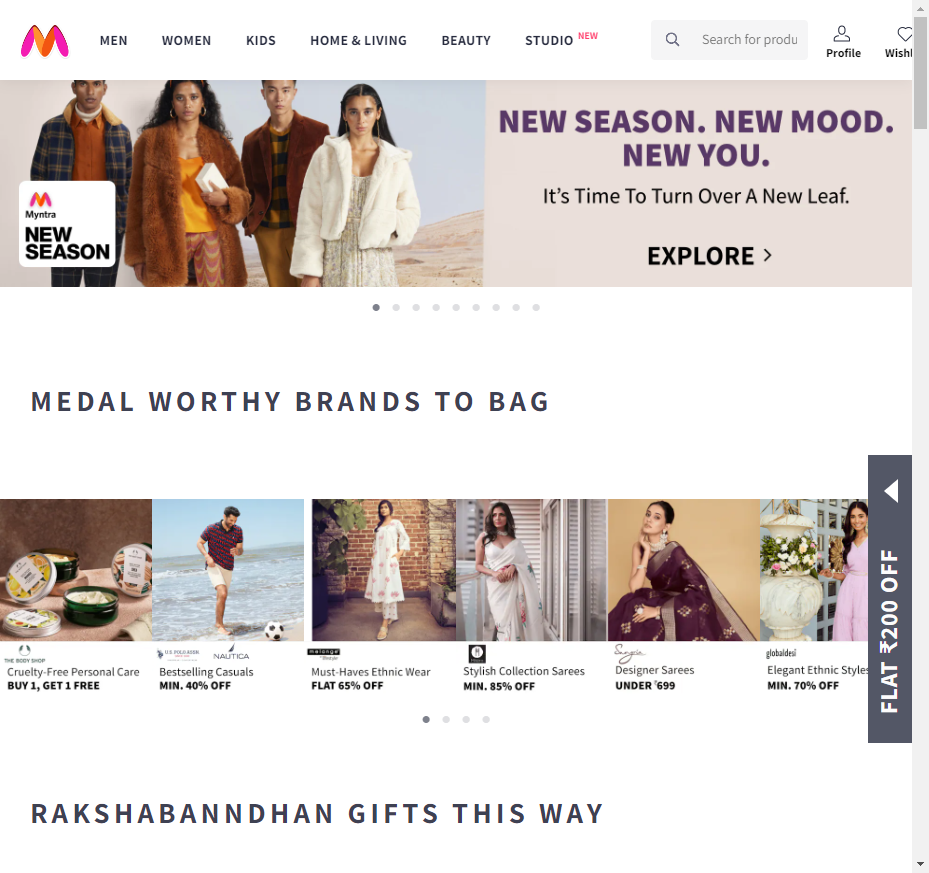 MEN WOMEN KIDS HOME & LIVING BEAUTY STUDIO NEW
Search for produ
Profile
Wishl
Myntra
NEW
SEASON
NEW SEASON. NEW MOOD.
NEW YOU.
It's Time To Turn Over A New Leaf.
EXPLORE >
MEDAL WORTHY BRANDS TO BAG
THE BODY SHOP
Cruelty-Free Personal Care
BUY 1, GET 1 FREE
U.S. POLO ASSN.
NAUTICA
Bestselling Casuals
MIN. 40% OFF
melange
Must-Haves Ethnic Wear
FLAT 65% OFF
Stylish Collection Sarees
MIN. 85% OFF
Sangria
Designer Sarees
UNDER ₹699
globaldesi
Elegant Ethnic Styles
MIN. 70% OFF
FLAT ₹200 OFF
RAKSHABANNDHAN GIFTS THIS WAY